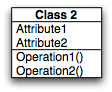 Class 2
Attribute1
Attribute2
Operation1()
Operation2()